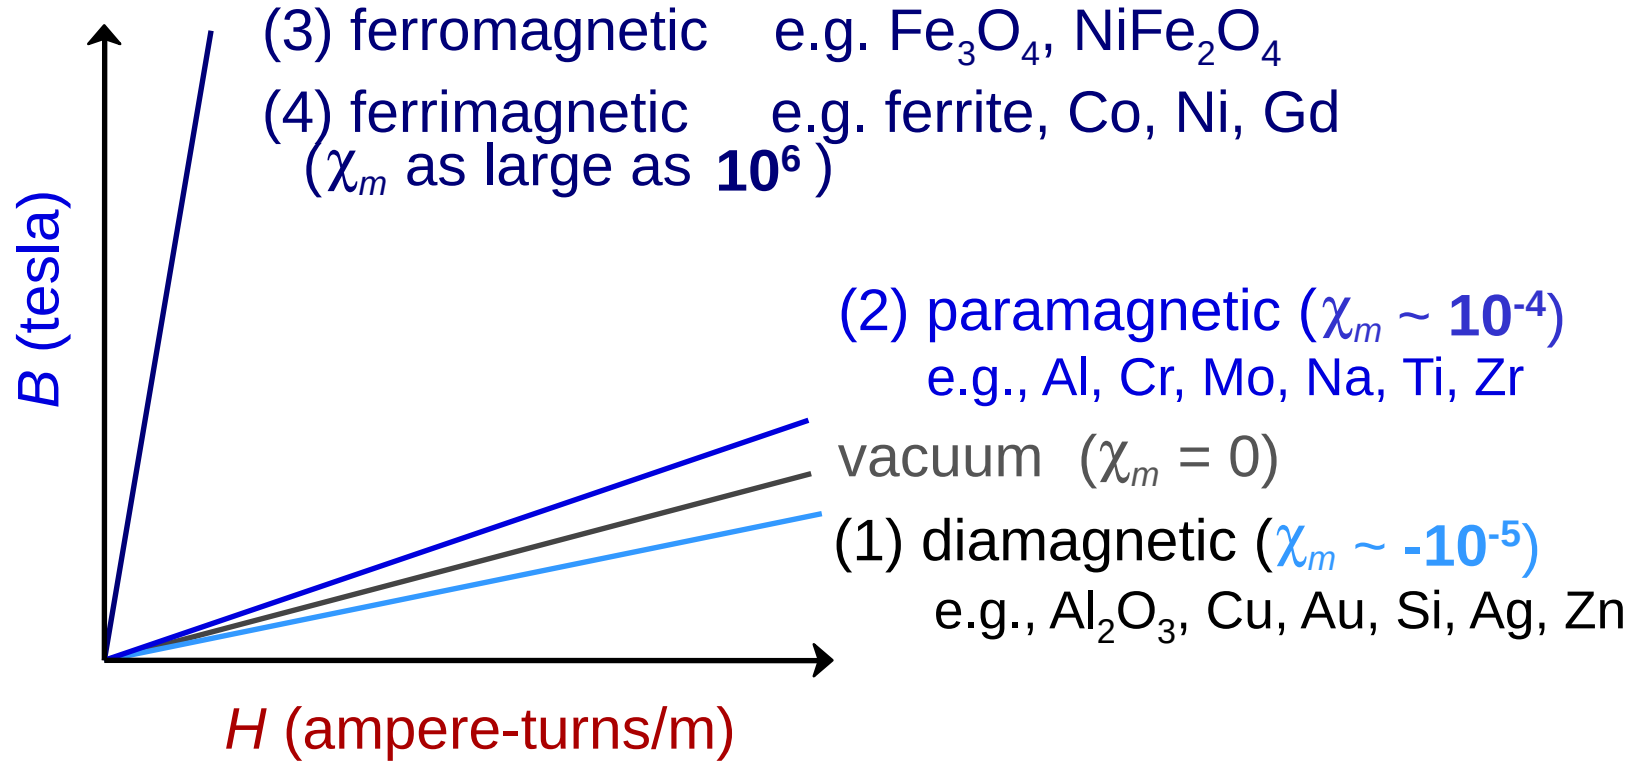 (3) ferromagnetic e.g. Fe₃O₄, NiFe₂O₄
(4) ferrimagnetic e.g. ferrite, Co, Ni, Gd
(χₘ as large as 10⁶ )
B (tesla)
(2) paramagnetic (χₘ ~ 10⁻⁴)
e.g., Al, Cr, Mo, Na, Ti, Zr
vacuum (χₘ = 0)
(1) diamagnetic (χₘ ~ -10⁻⁵)
e.g., Al₂O₃, Cu, Au, Si, Ag, Zn
H (ampere-turns/m)